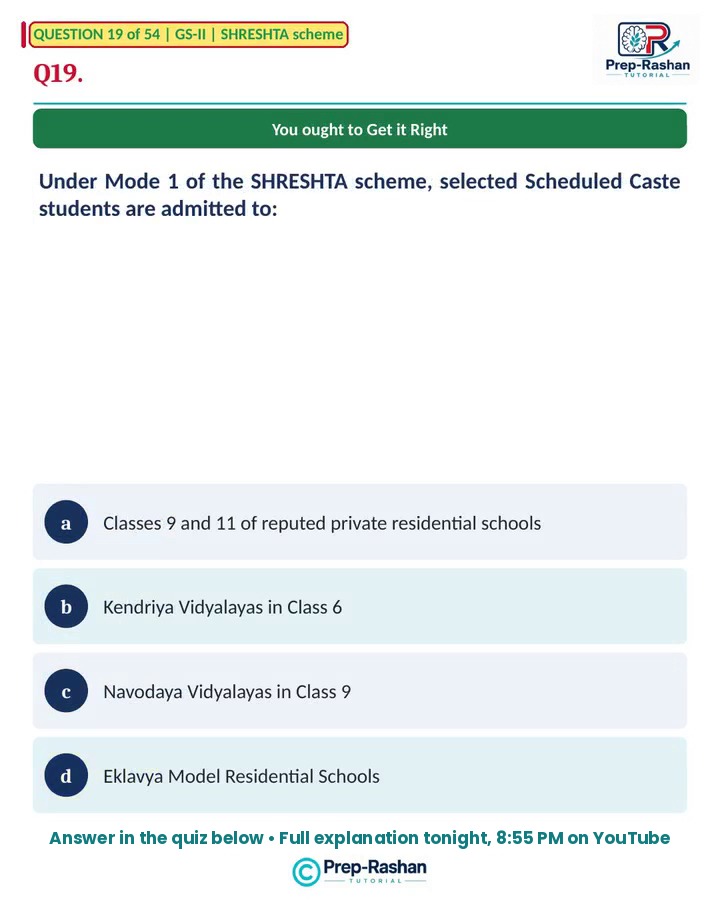 QUESTION 19 of 54 | GS-II | SHRESHTA scheme
Prep-Rashan
TUTORIAL
Q19.
You ought to Get it Right
Under Mode 1 of the SHRESHTA scheme, selected Scheduled Caste
students are admitted to:
a Classes 9 and 11 of reputed private residential schools
b Kendriya Vidyalayas in Class 6
c Navodaya Vidyalayas in Class 9
d Eklavya Model Residential Schools
Answer in the quiz below • Full explanation tonight, 8:55 PM on YouTube
© Prep-Rashan
TUTORIAL